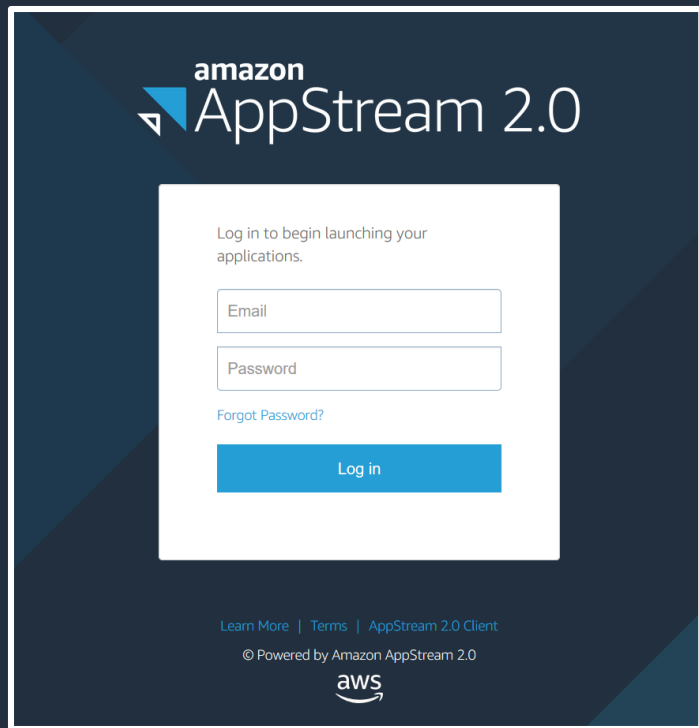 amazon
AppStream 2.0
Log in to begin launching your
applications.
Email
Password
Forgot Password?
Log in
Learn More | Terms | AppStream 2.0 Client
© Powered by Amazon AppStream 2.0
aws